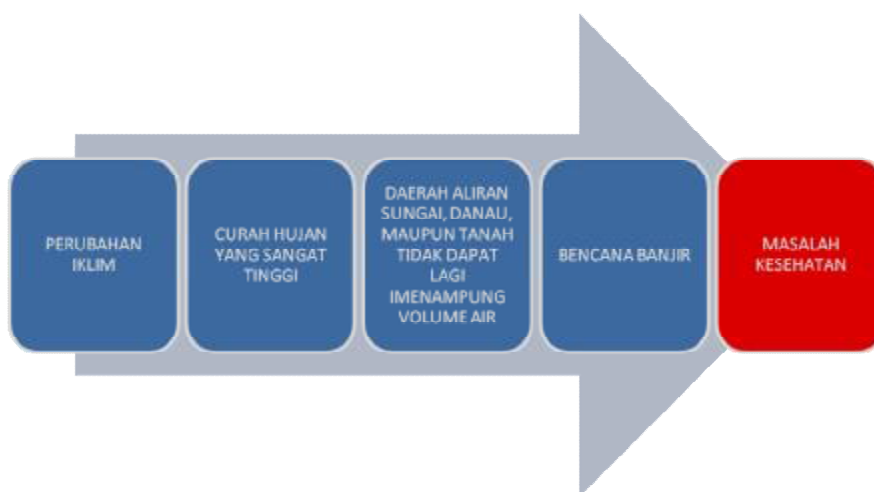 PERUBAHAN
IKLIM
CURAH HUJAN
YANG SANGAT
TINGGI
DAERAH ALIRAN
SUNGAI, DANAU,
MAUPUN TANAH
TIDAK DAPAT
LAGI
IMENAMPUNG
VOLUME AIR
BENCANA BANJIR
MASALAH
KESEHATAN